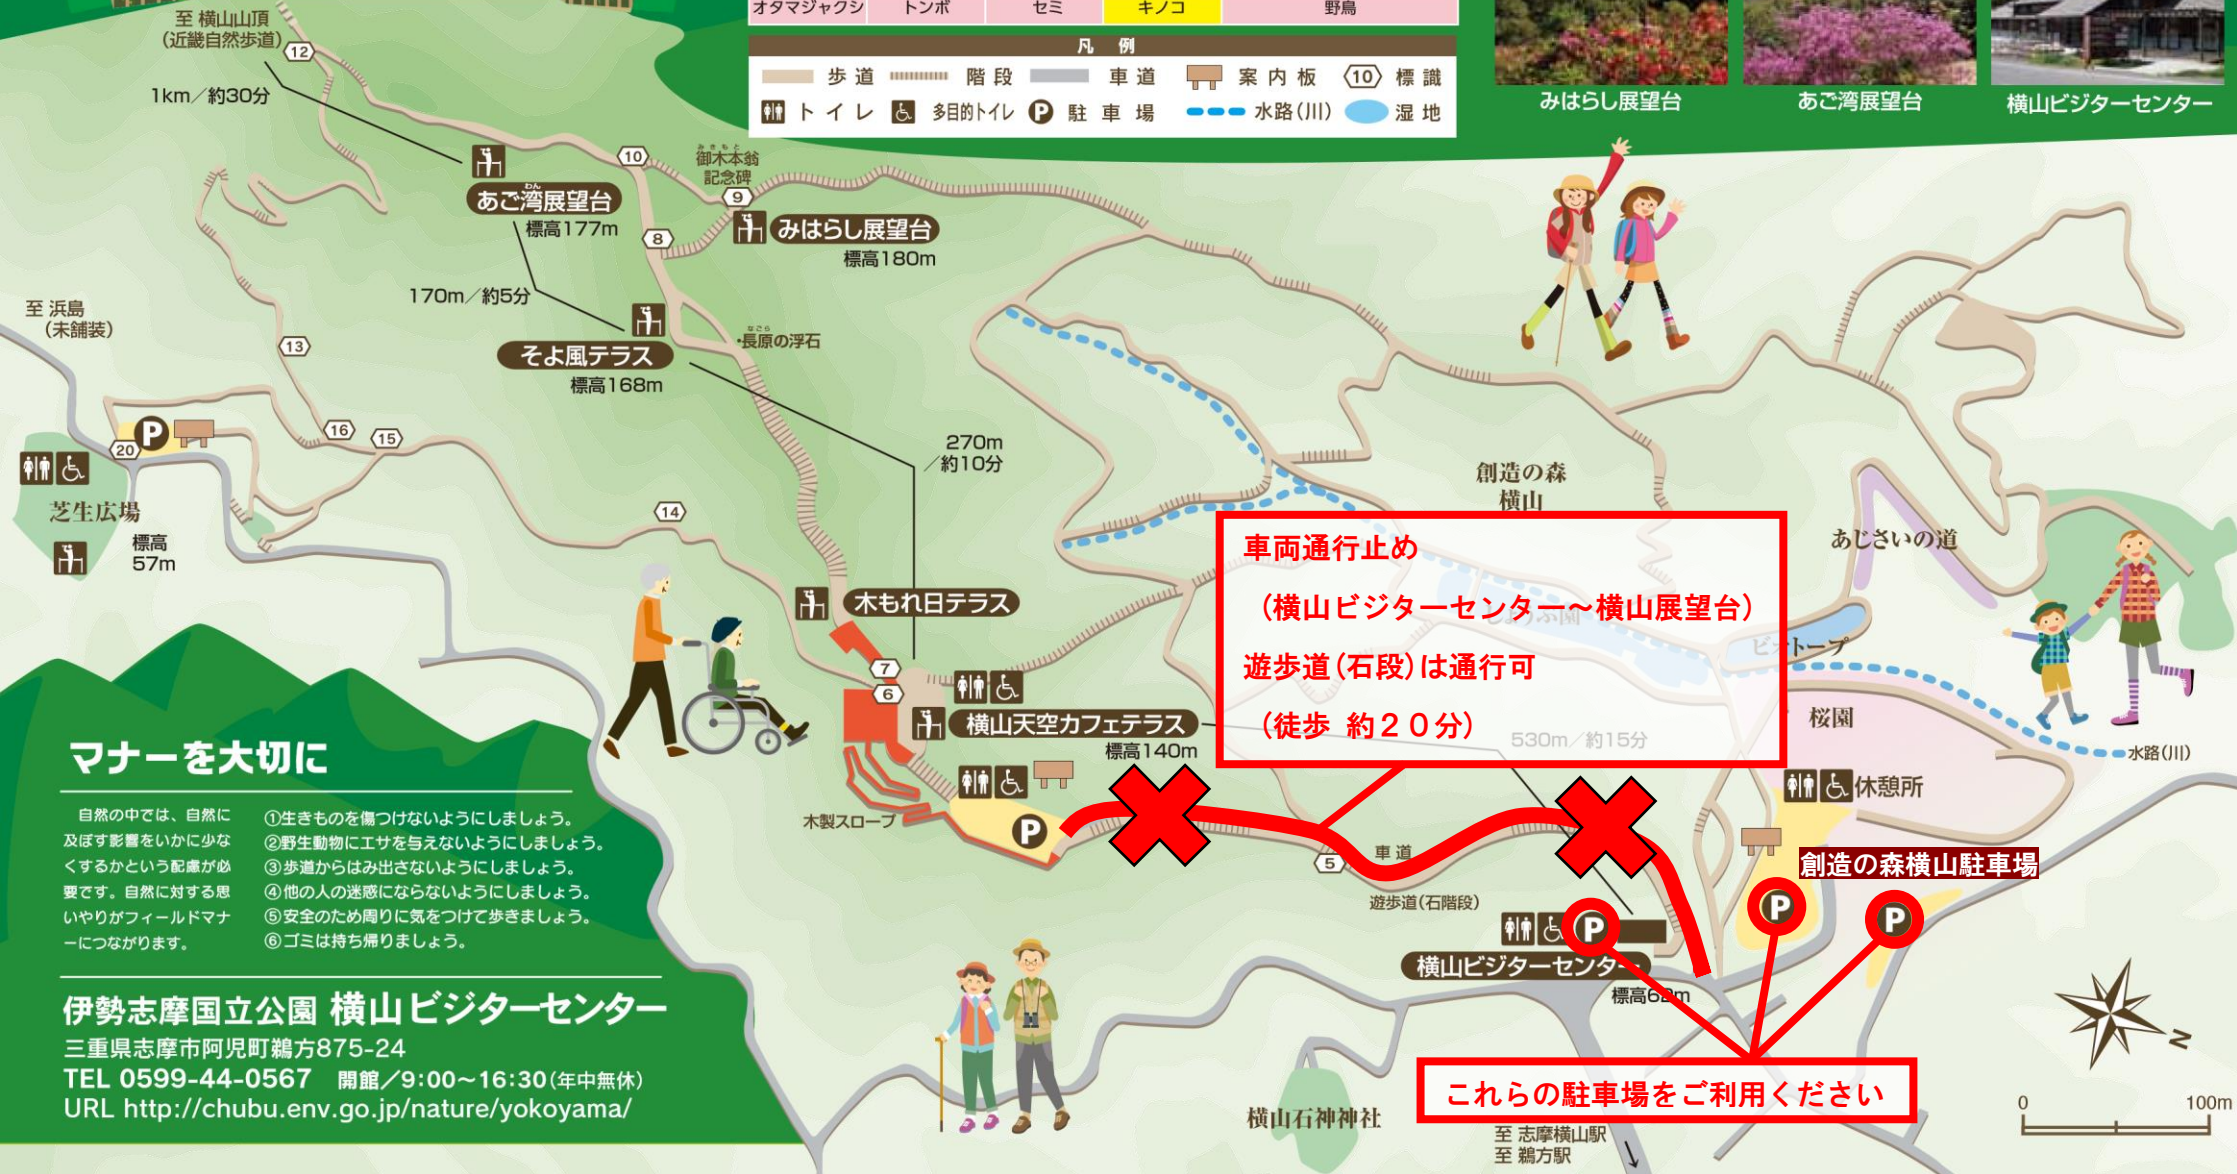 オタマジャクシ トンボ セミ キノコ 野鳥
凡 例
歩道 階段 車道 案内板 10 標識
トイレ 多目的トイレ P 駐車場 水路(川) 湿地
みはらし展望台
あご湾展望台
横山ビジターセンター
至 横山山頂
(近畿自然歩道)
12
1km/約30分
10
みきもと
御木本翁
記念碑
9
わん
あご湾展望台
標高177m
8
みはらし展望台
標高180m
170m/約5分
至 浜島
(未舗装)
そよ風テラス
標高168m
なごら
・長原の浮石
13
16
15
P
20
芝生広場
標高
57m
14
270m
/約10分
創造の森
横山
あじさいの道
木もれ日テラス
7
6
横山天空カフェテラス
標高140m
車両通行止め
(横山ビジターセンター～横山展望台)
遊歩道(石段)は通行可
(徒歩 約20分)
530m/約15分
ビオトープ
桜園
水路(川)
休憩所
木製スロープ
P
5
車道
遊歩道(石階段)
創造の森横山駐車場
P
P
P
横山ビジターセンター
標高62m
これらの駐車場をご利用ください
横山石神神社
至 志摩横山駅
至 鵜方駅
N
0 100m
マナーを大切に
自然の中では、自然に
及ぼす影響をいかに少な
くするかという配慮が必
要です。自然に対する思
いやりがフィールドマナ
ーにつながります。
①生きものを傷つけないようにしましょう。
②野生動物にエサを与えないようにしましょう。
③歩道からはみ出さないようにしましょう。
④他の人の迷惑にならないようにしましょう。
⑤安全のため周りに気をつけて歩きましょう。
⑥ゴミは持ち帰りましょう。
伊勢志摩国立公園 横山ビジターセンター
三重県志摩市阿児町鵜方875-24
TEL 0599-44-0567 開館/9:00～16:30(年中無休)
URL http://chubu.env.go.jp/nature/yokoyama/